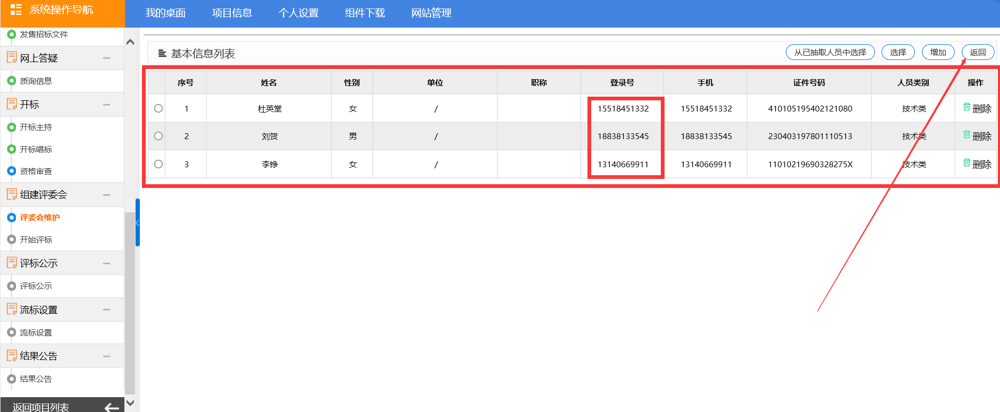 系统操作导航
我的桌面 项目信息 个人设置 组件下载 网站管理
发售招标文件
网上答疑
质询信息
开标
开标主持
开标唱标
资格审查
组建评委会
评委会维护
开始评标
评标公示
评标公示
流标设置
流标设置
结果公告
结果公告
返回项目列表
基本信息列表
从已抽取人员中选择 选择 增加 返回
序号 姓名 性别 单位 职称 登录号 手机 证件号码 人员类别 操作
1 杜英堂 女 / 15518451332 15518451332 410105195402121080 技术类 删除
2 刘贺 男 / 18838133545 18838133545 230403197801110513 技术类 删除
3 李铮 女 / 13140669911 13140669911 11010219690328275X 技术类 删除